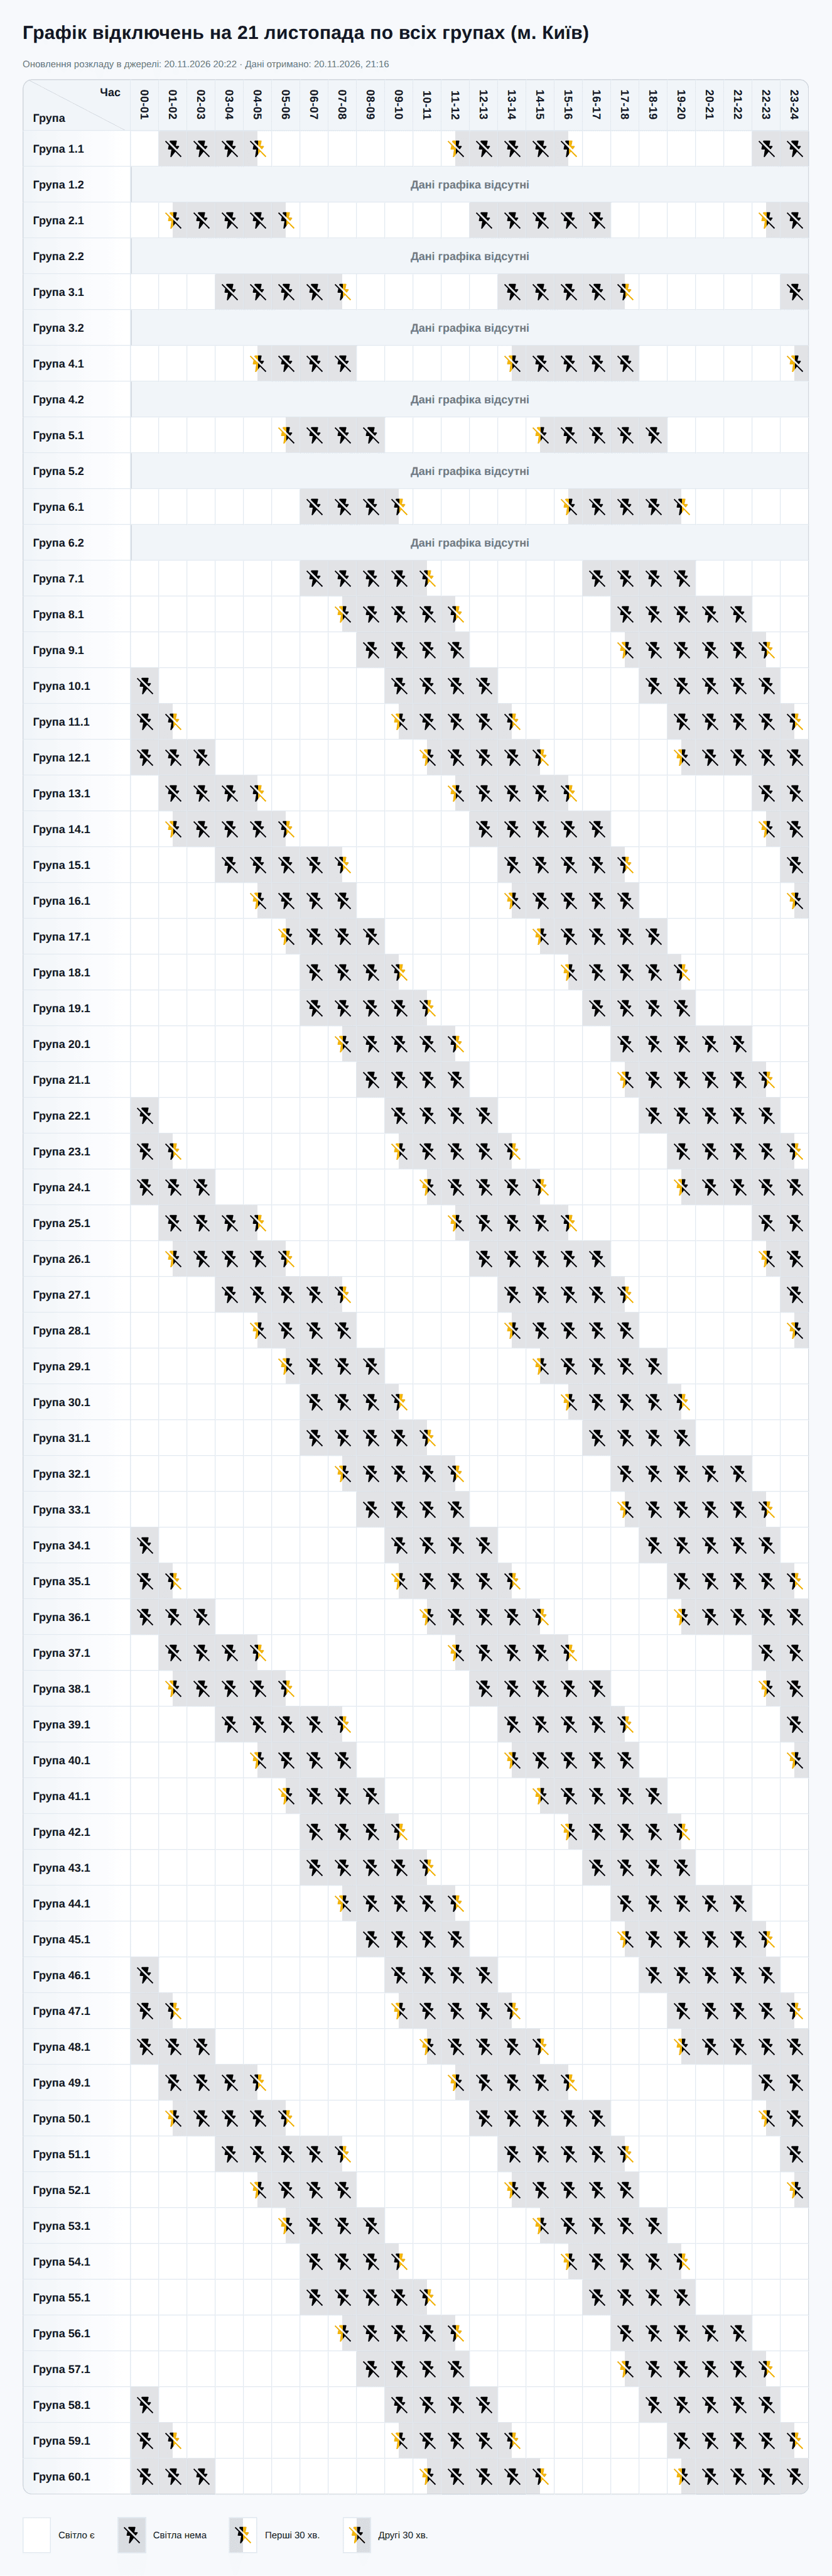 Графік відключень на 21 листопада по всіх групах (м. Київ)
Оновлення розкладу в джерелі: 20.11.2026 20:22 · Дані отримано: 20.11.2026, 21:16
Час
Група
00-01 01-02 02-03 03-04 04-05 05-06 06-07 07-08 08-09 09-10 10-11 11-12 12-13 13-14 14-15 15-16 16-17 17-18 18-19 19-20 20-21 21-22 22-23 23-24
Група 1.1
Група 1.2 Дані графіка відсутні
Група 2.1
Група 2.2 Дані графіка відсутні
Група 3.1
Група 3.2 Дані графіка відсутні
Група 4.1
Група 4.2 Дані графіка відсутні
Група 5.1
Група 5.2 Дані графіка відсутні
Група 6.1
Група 6.2 Дані графіка відсутні
Група 7.1
Група 8.1
Група 9.1
Група 10.1
Група 11.1
Група 12.1
Група 13.1
Група 14.1
Група 15.1
Група 16.1
Група 17.1
Група 18.1
Група 19.1
Група 20.1
Група 21.1
Група 22.1
Група 23.1
Група 24.1
Група 25.1
Група 26.1
Група 27.1
Група 28.1
Група 29.1
Група 30.1
Група 31.1
Група 32.1
Група 33.1
Група 34.1
Група 35.1
Група 36.1
Група 37.1
Група 38.1
Група 39.1
Група 40.1
Група 41.1
Група 42.1
Група 43.1
Група 44.1
Група 45.1
Група 46.1
Група 47.1
Група 48.1
Група 49.1
Група 50.1
Група 51.1
Група 52.1
Група 53.1
Група 54.1
Група 55.1
Група 56.1
Група 57.1
Група 58.1
Група 59.1
Група 60.1
Світло є Світла нема Перші 30 хв. Другі 30 хв.